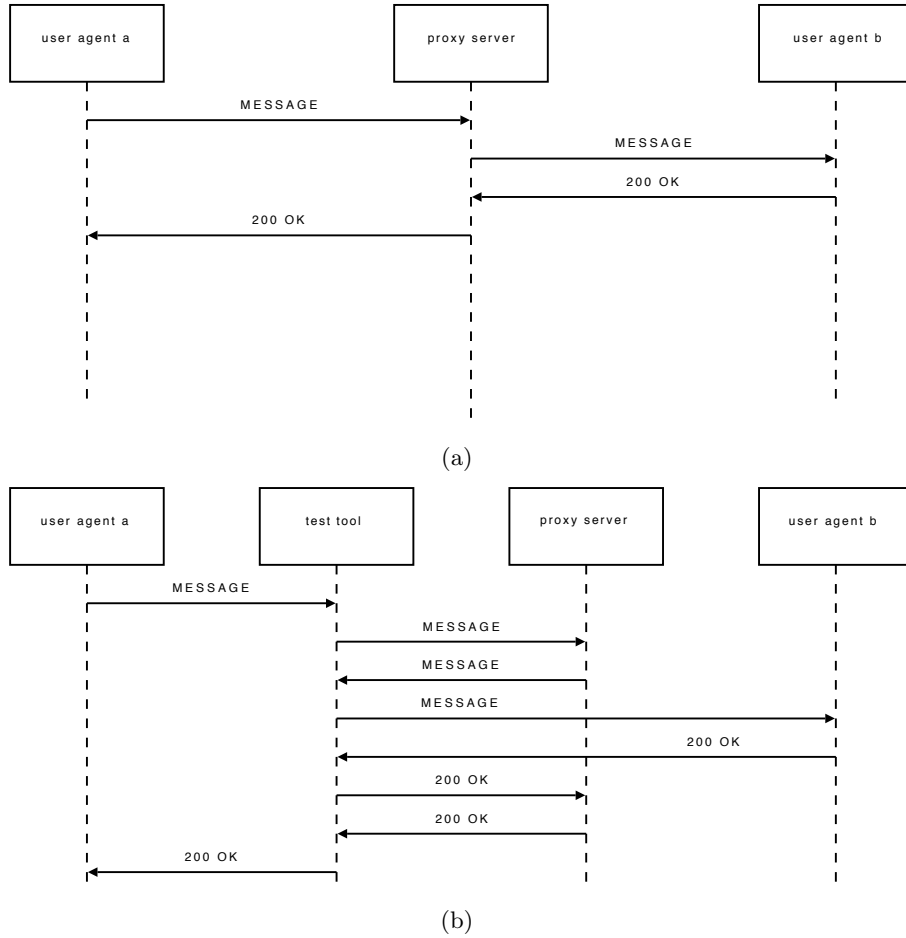 user agent a
proxy server
user agent b
MESSAGE
MESSAGE
200 OK
200 OK
(a)
user agent a
test tool
proxy server
user agent b
MESSAGE
MESSAGE
MESSAGE
MESSAGE
200 OK
200 OK
200 OK
200 OK
(b)